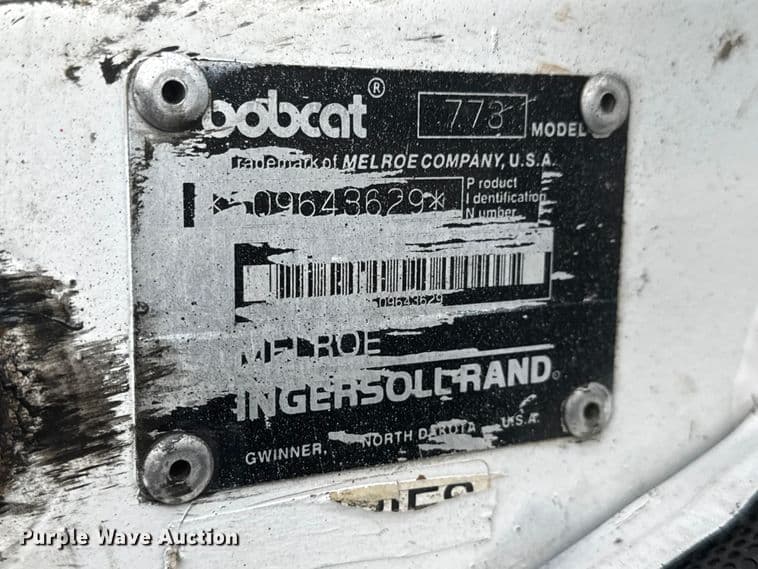 bobcat®
773 MODEL
Trademark of MELROE COMPANY, U.S.A.
*509643629* Product
Identification
Number
509643629
MELROE
INGERSOLL-RAND®
GWINNER, NORTH DAKOTA U.S.A.
Purple Wave Auction